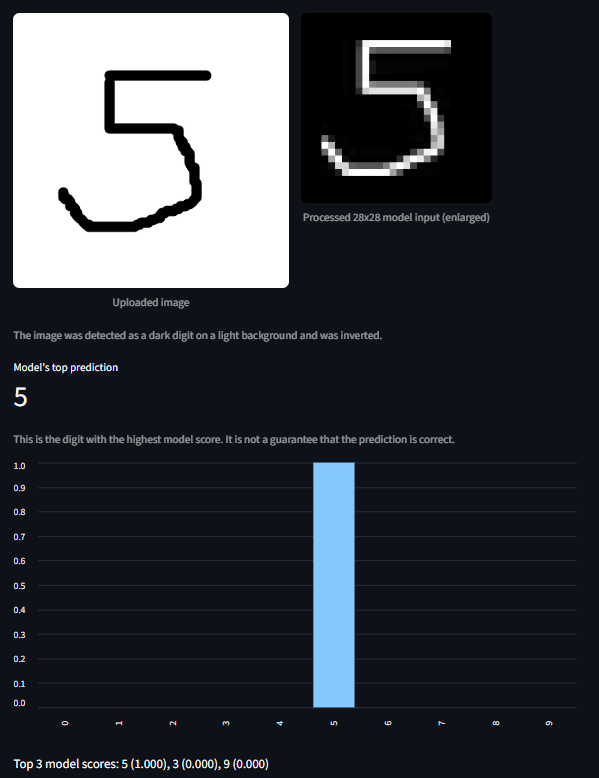 5
5
Processed 28x28 model input (enlarged)
Uploaded image
The image was detected as a dark digit on a light background and was inverted.
Model's top prediction
5
This is the digit with the highest model score. It is not a guarantee that the prediction is correct.
1.0
0.9
0.8
0.7
0.6
0.5
0.4
0.3
0.2
0.1
0.0
0 1 2 3 4 5 6 7 8 9
Top 3 model scores: 5 (1.000), 3 (0.000), 9 (0.000)